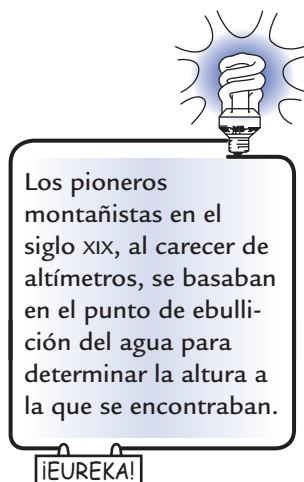 Los pioneros
montañistas en el
siglo XIX, al carecer de
altímetros, se basaban
en el punto de ebulli-
ción del agua para
determinar la altura a
la que se encontraban.
¡EUREKA!